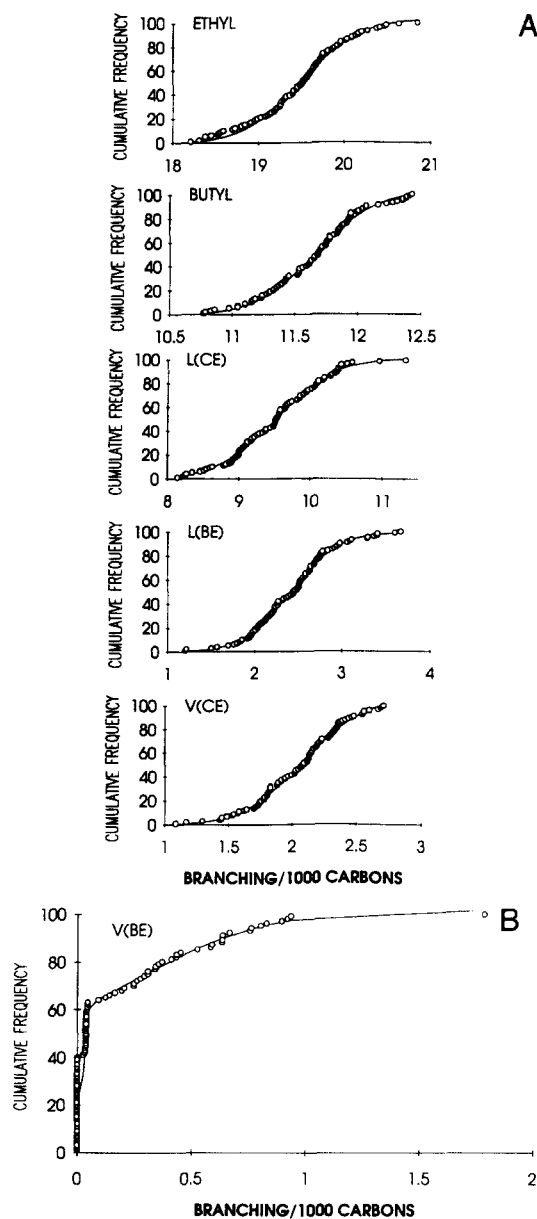 A
ETHYL
CUMULATIVE FREQUENCY
100
80
60
40
20
0
18 19 20 21
BUTYL
CUMULATIVE FREQUENCY
100
80
60
40
20
0
10.5 11 11.5 12 12.5
L(CE)
CUMULATIVE FREQUENCY
100
80
60
40
20
0
8 9 10 11
L(BE)
CUMULATIVE FREQUENCY
100
80
60
40
20
0
1 2 3 4
V(CE)
CUMULATIVE FREQUENCY
100
80
60
40
20
0
1 1.5 2 2.5 3
BRANCHING/1000 CARBONS
B
V(BE)
CUMULATIVE FREQUENCY
100
80
60
40
20
0
0 0.5 1 1.5 2
BRANCHING/1000 CARBONS